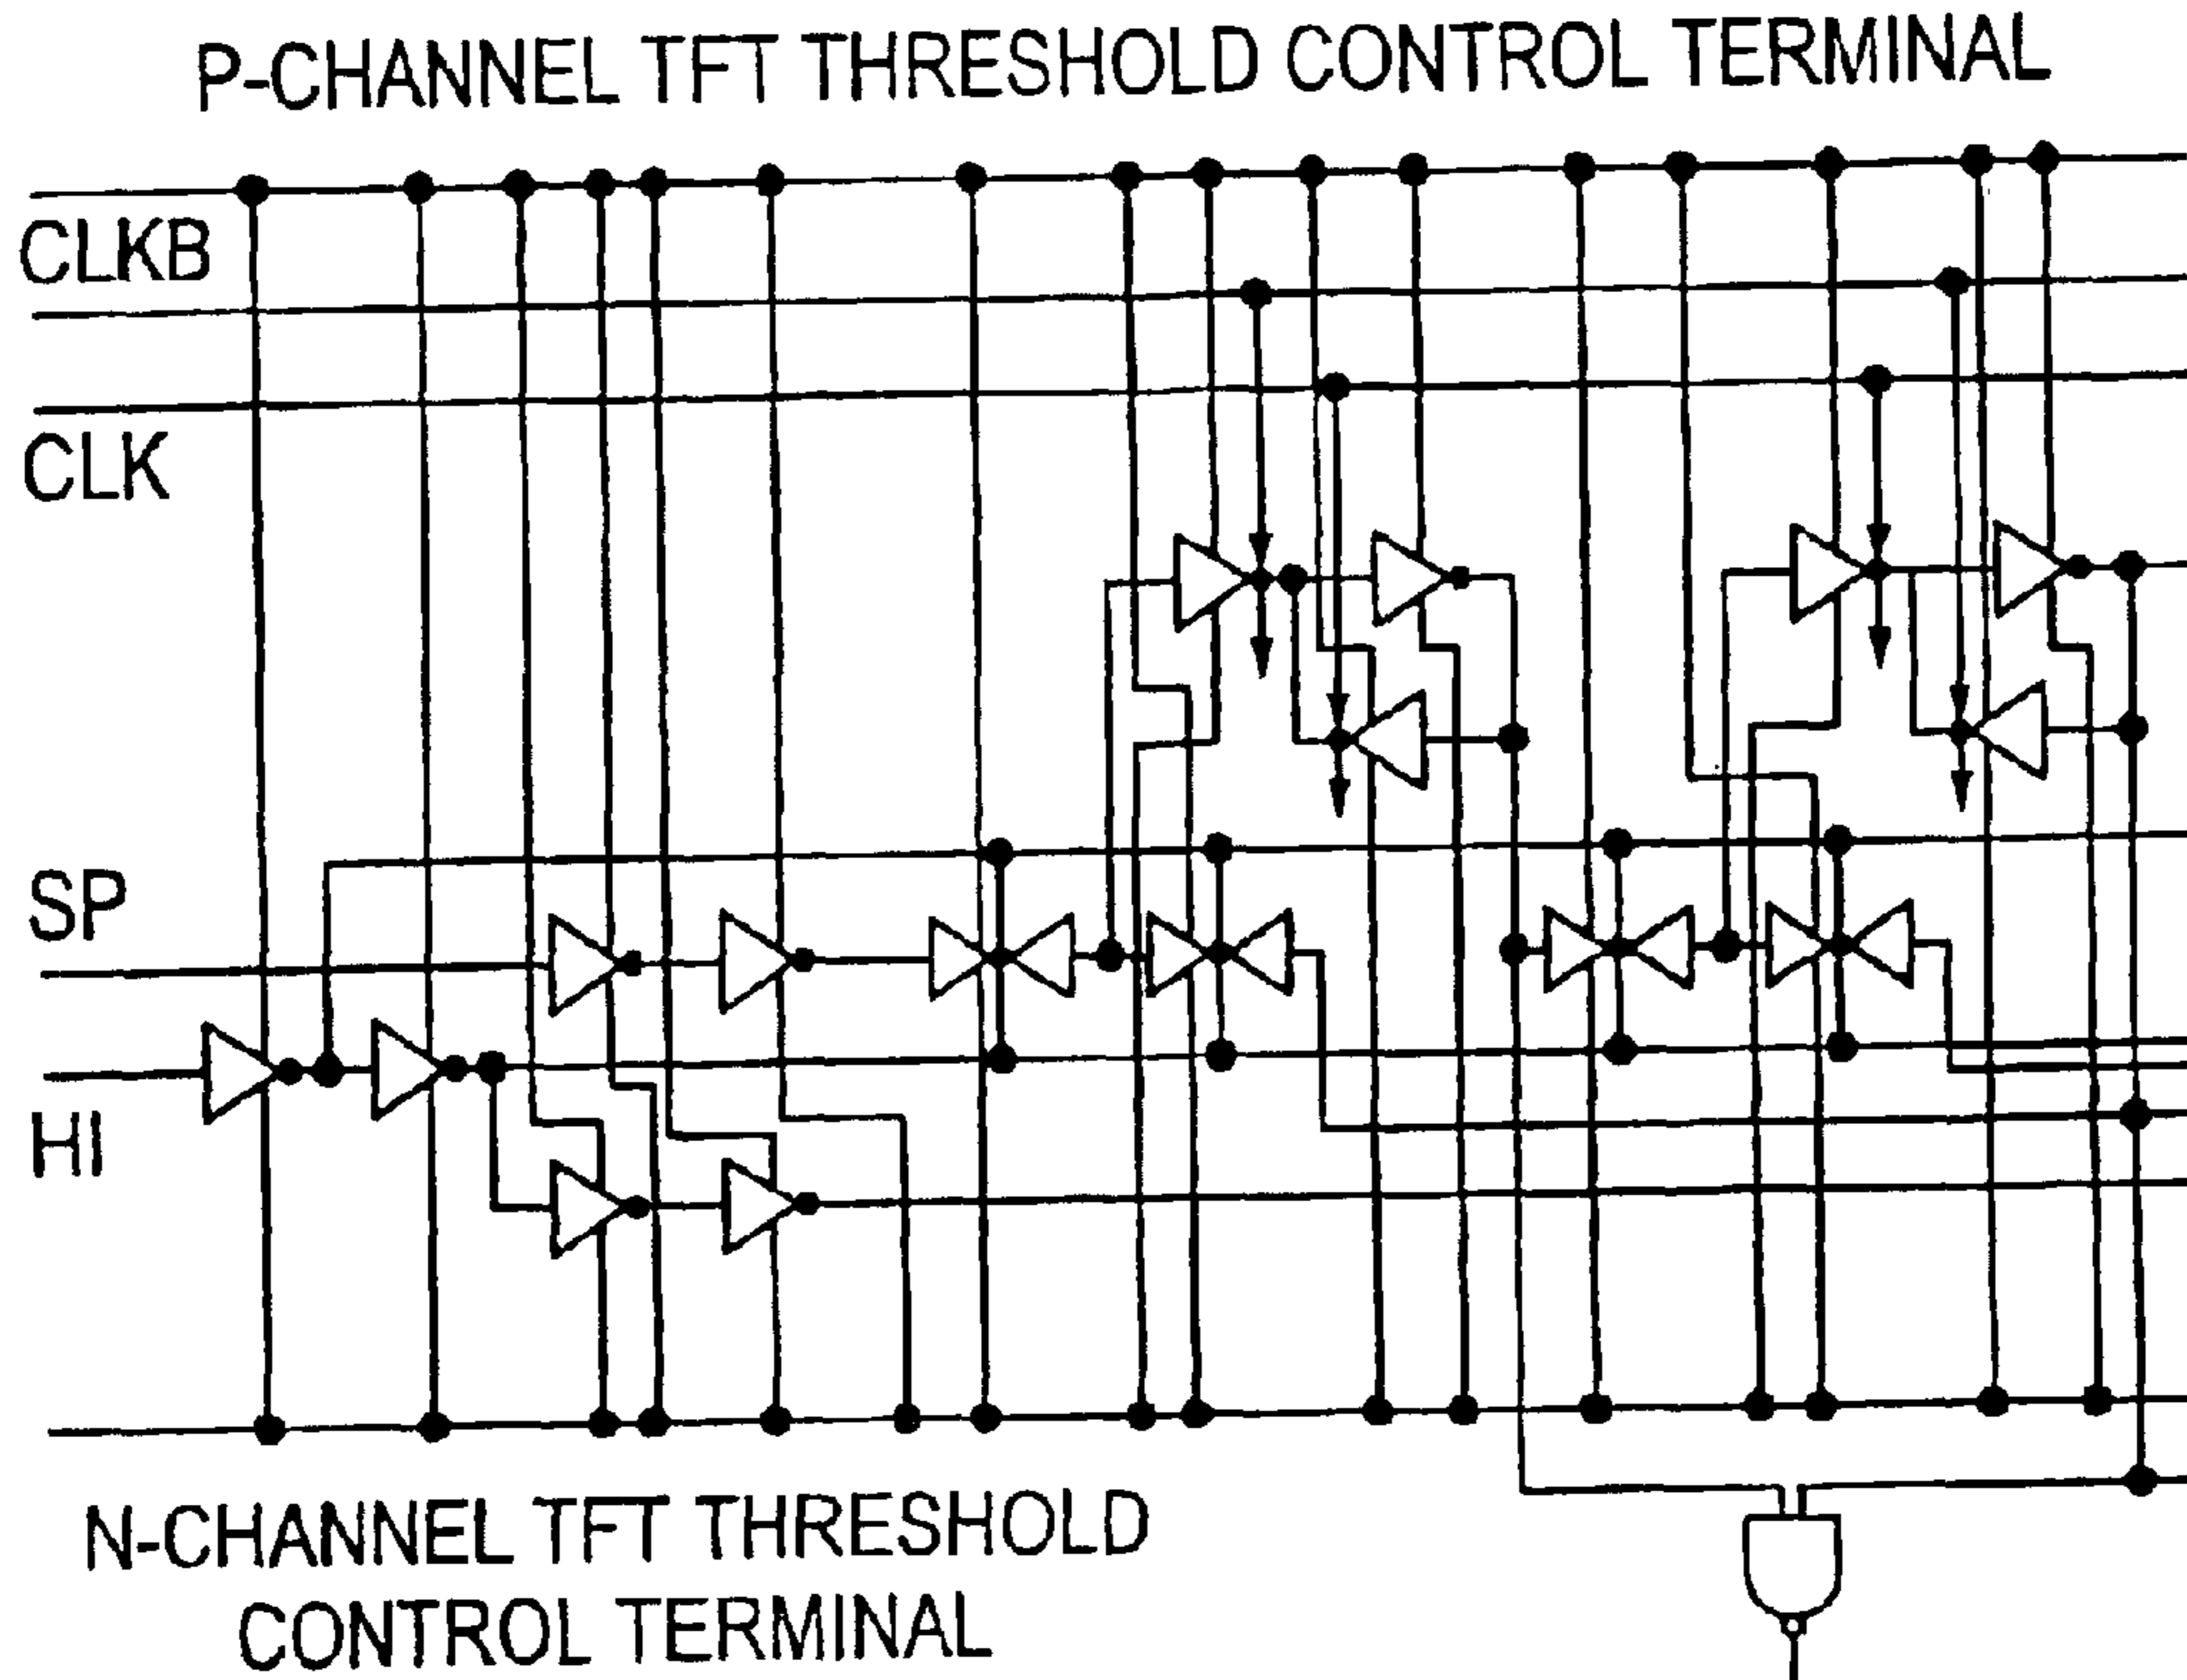 P-CHANNEL TFT THRESHOLD CONTROL TERMINAL
CLKB
CLK
SP
HI
N-CHANNEL TFT THRESHOLD
CONTROL TERMINAL